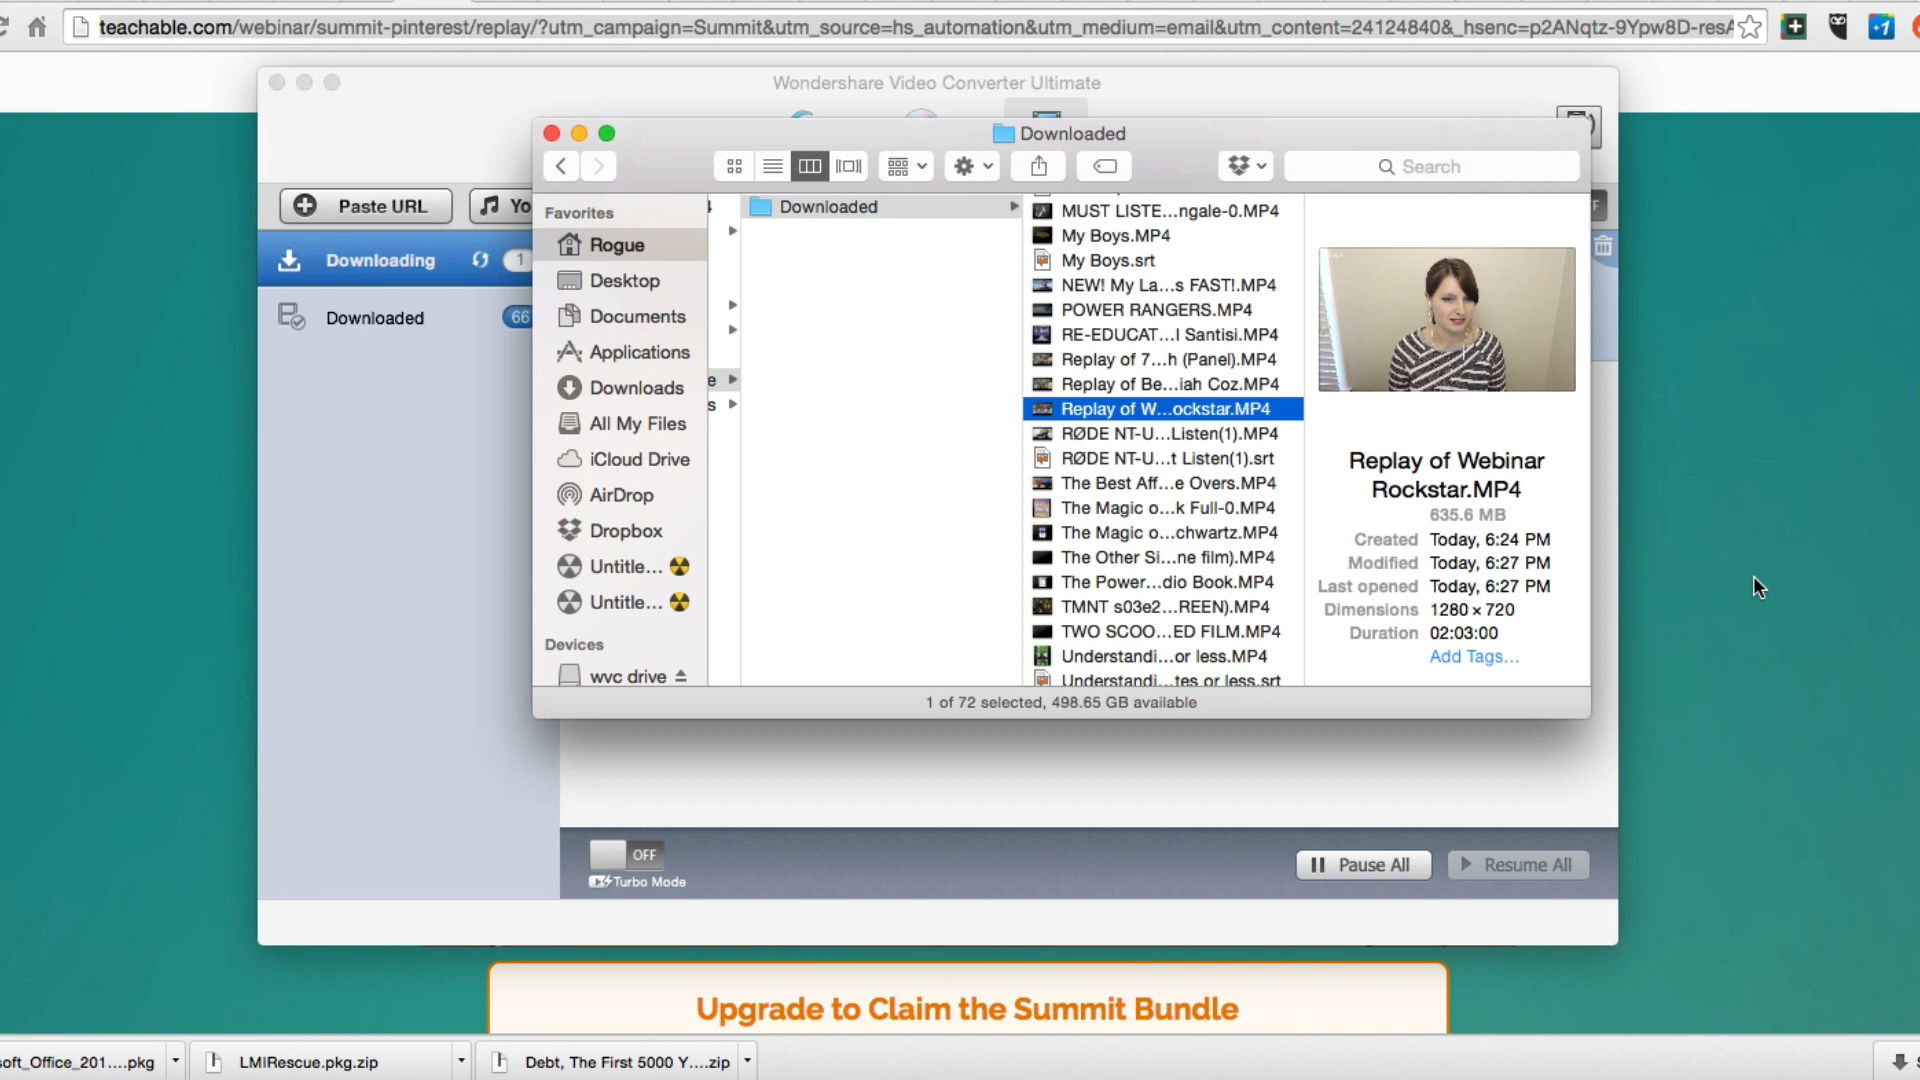 teachable.com/webinar/summit-pinterest/replay/?utm_campaign=Summit&utm_source=hs_automation&utm_medium=email&utm_content=24124840&_hsenc=p2ANqtz-9Ypw8D-resA
+1
Wondershare Video Converter Ultimate
Downloaded
Search
Paste URL
Yo
Downloading
1
Downloaded
66
Favorites
Rogue
Desktop
Documents
Applications
Downloads
All My Files
iCloud Drive
AirDrop
Dropbox
Untitle...
Untitle...
Devices
wvc drive
e
s
Downloaded
MUST LISTE...ngale-0.MP4
My Boys.MP4
My Boys.srt
NEW! My La...s FAST!.MP4
POWER RANGERS.MP4
RE-EDUCAT...l Santisi.MP4
Replay of 7...h (Panel).MP4
Replay of Be...iah Coz.MP4
Replay of W...ockstar.MP4
RØDE NT-U...Listen(1).MP4
RØDE NT-U...t Listen(1).srt
The Best Aff...e Overs.MP4
The Magic o...k Full-0.MP4
The Magic o...chwartz.MP4
The Other Si...ne film).MP4
The Power...dio Book.MP4
TMNT s03e2...REEN).MP4
TWO SCOO...ED FILM.MP4
Understandi...or less.MP4
Understandi...tes or less.srt
Replay of Webinar
Rockstar.MP4
635.6 MB
Created Today, 6:24 PM
Modified Today, 6:27 PM
Last opened Today, 6:27 PM
Dimensions 1280 × 720
Duration 02:03:00
Add Tags...
1 of 72 selected, 498.65 GB available
OFF
Turbo Mode
Pause All
Resume All
Upgrade to Claim the Summit Bundle
soft_Office_201....pkg
LMIRescue.pkg.zip
Debt, The First 5000 Y....zip